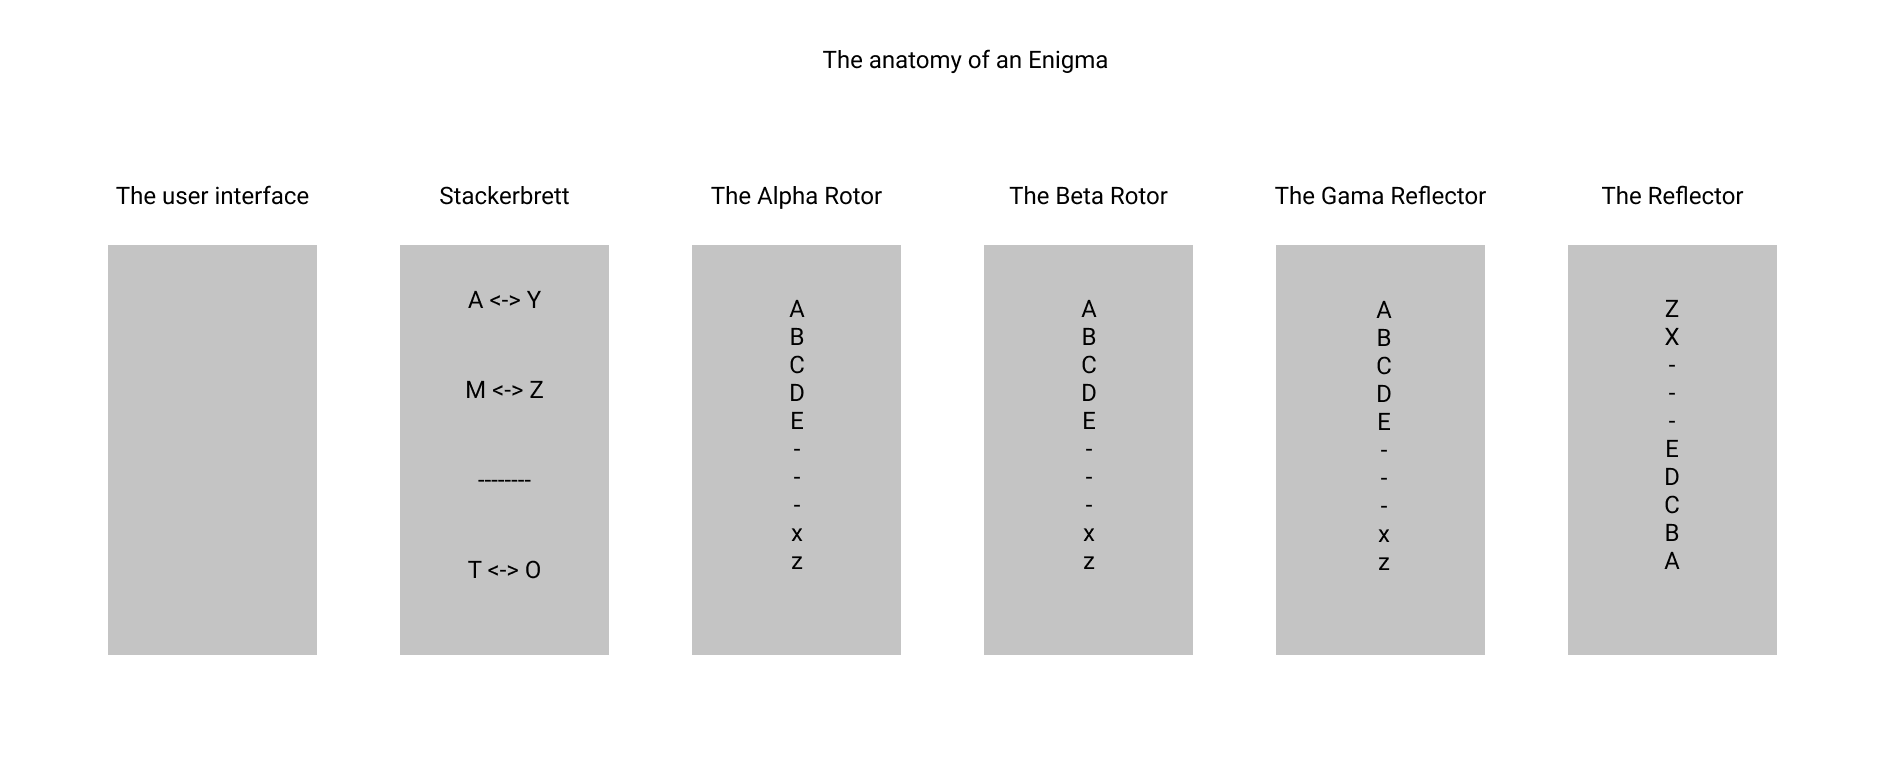 The anatomy of an Enigma
The user interface
Stackerbrett
A <-> Y
M <-> Z
--------
T <-> O
The Alpha Rotor
A
B
C
D
E
-
-
-
x
z
The Beta Rotor
A
B
C
D
E
-
-
-
x
z
The Gama Reflector
A
B
C
D
E
-
-
-
x
z
The Reflector
Z
X
-
-
-
E
D
C
B
A